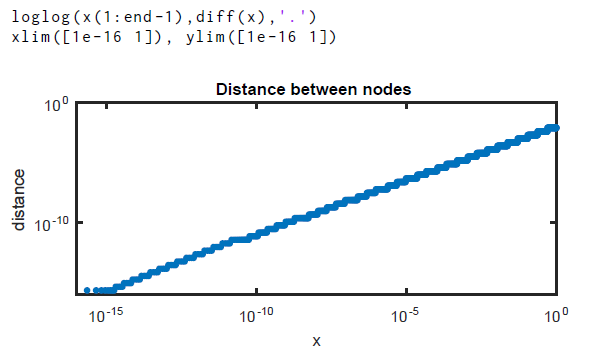 loglog(x(1:end-1),diff(x),'.')
xlim([1e-16 1]), ylim([1e-16 1])
Distance between nodes
10^0
distance
10^-10
10^-15 10^-10 10^-5 10^0
x